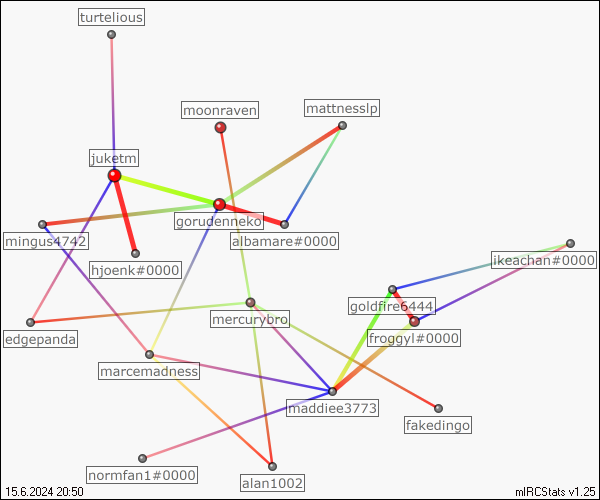 turtelious
moonraven
mattnesslp
juketm
gorudenneko
mingus4742
albamare#0000
hjoenk#0000
ikeachan#0000
goldfire6444
mercurybro
froggyl#0000
edgepanda
marcemadness
maddiee3773
fakedingo
normfan1#0000
alan1002
15.6.2024 20:50
mIRCStats v1.25